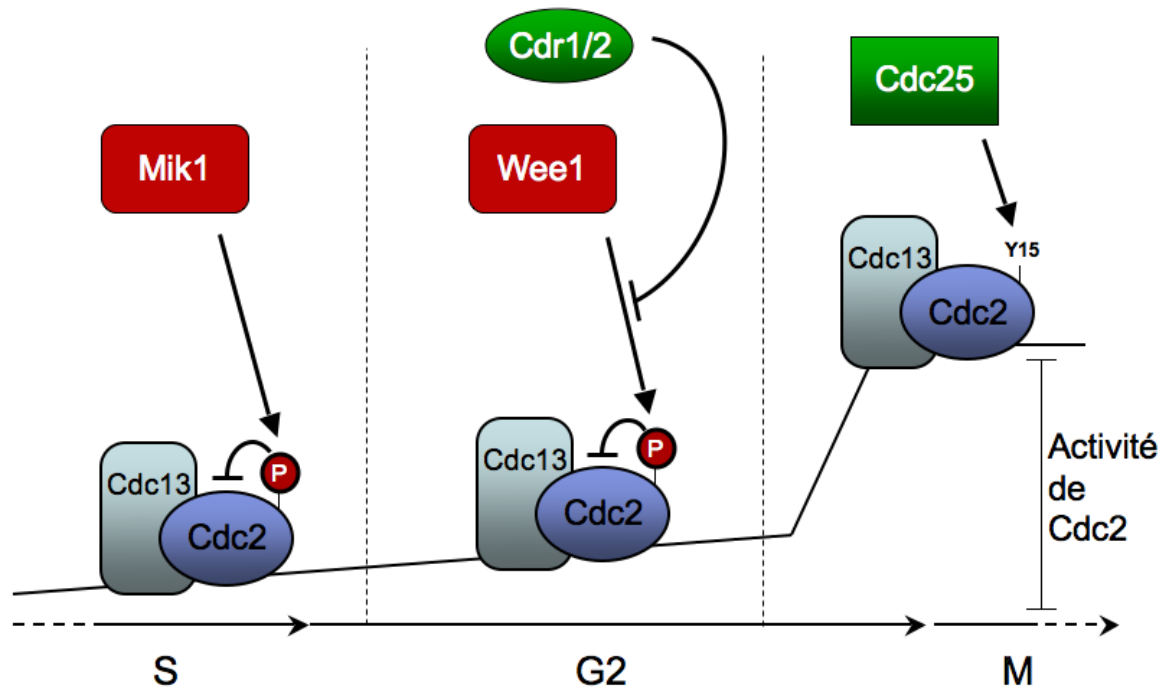 Cdr1/2
Cdc25
Mik1
Wee1
Y15
Cdc13
Cdc2
P
Cdc13
Cdc2
P
Cdc13
Cdc2
Activité
de
Cdc2
S
G2
M